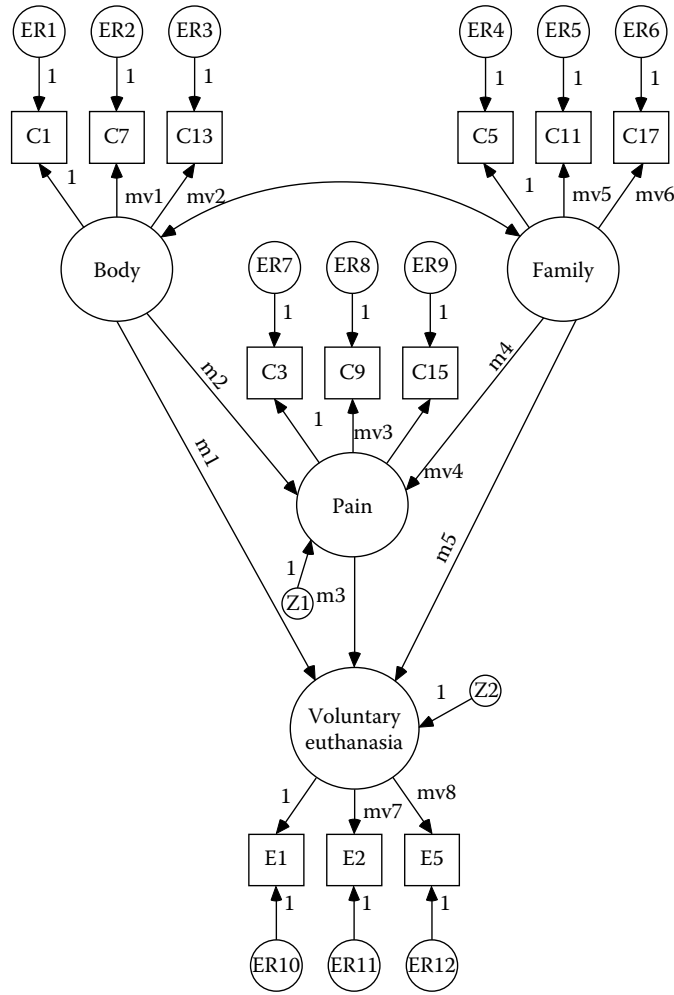 ER1 ER2 ER3 ER4 ER5 ER6
1 1 1 1 1 1
C1 C7 C13 C5 C11 C17
1 mv1 mv2 1 mv5 mv6
Body Family
ER7 ER8 ER9
1 1 1
C3 C9 C15
m2 m4
1 mv3
m1 mv4
Pain
m5
1
Z1 m3
Z2
1
Voluntary
euthanasia
1 mv7 mv8
E1 E2 E5
1 1 1
ER10 ER11 ER12